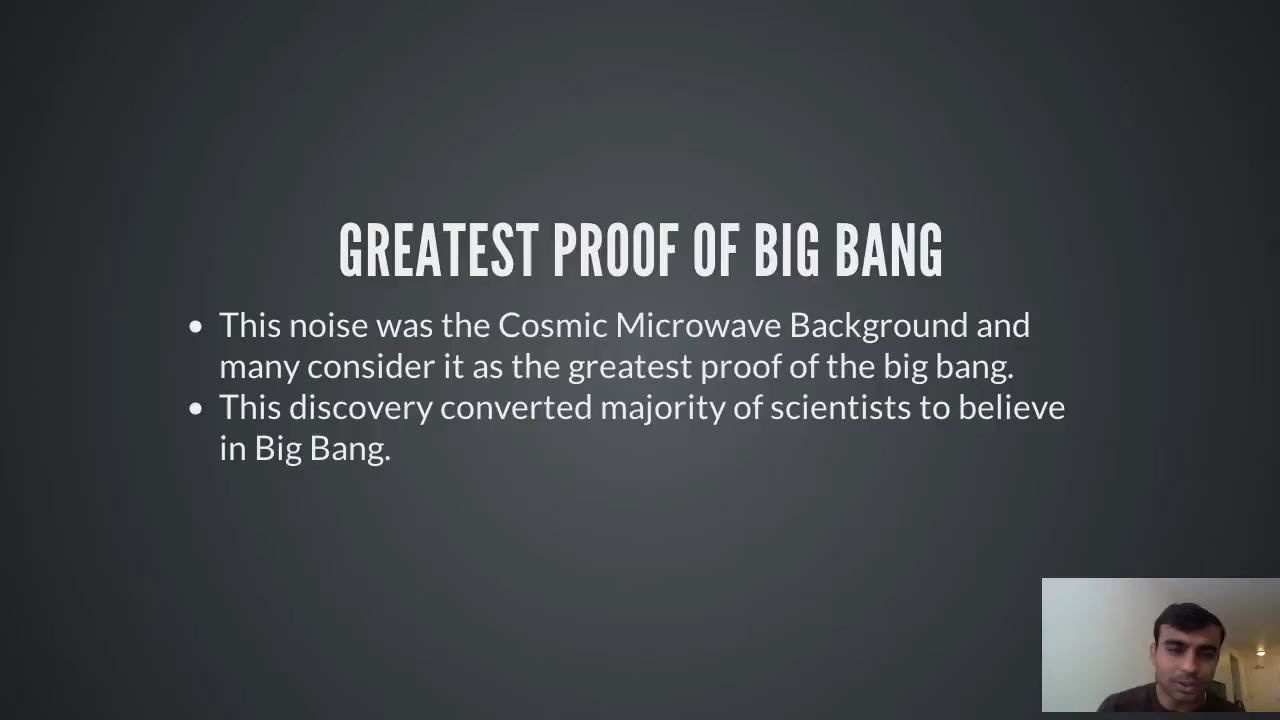 GREATEST PROOF OF BIG BANG
• This noise was the Cosmic Microwave Background and
many consider it as the greatest proof of the big bang.
• This discovery converted majority of scientists to believe
in Big Bang.